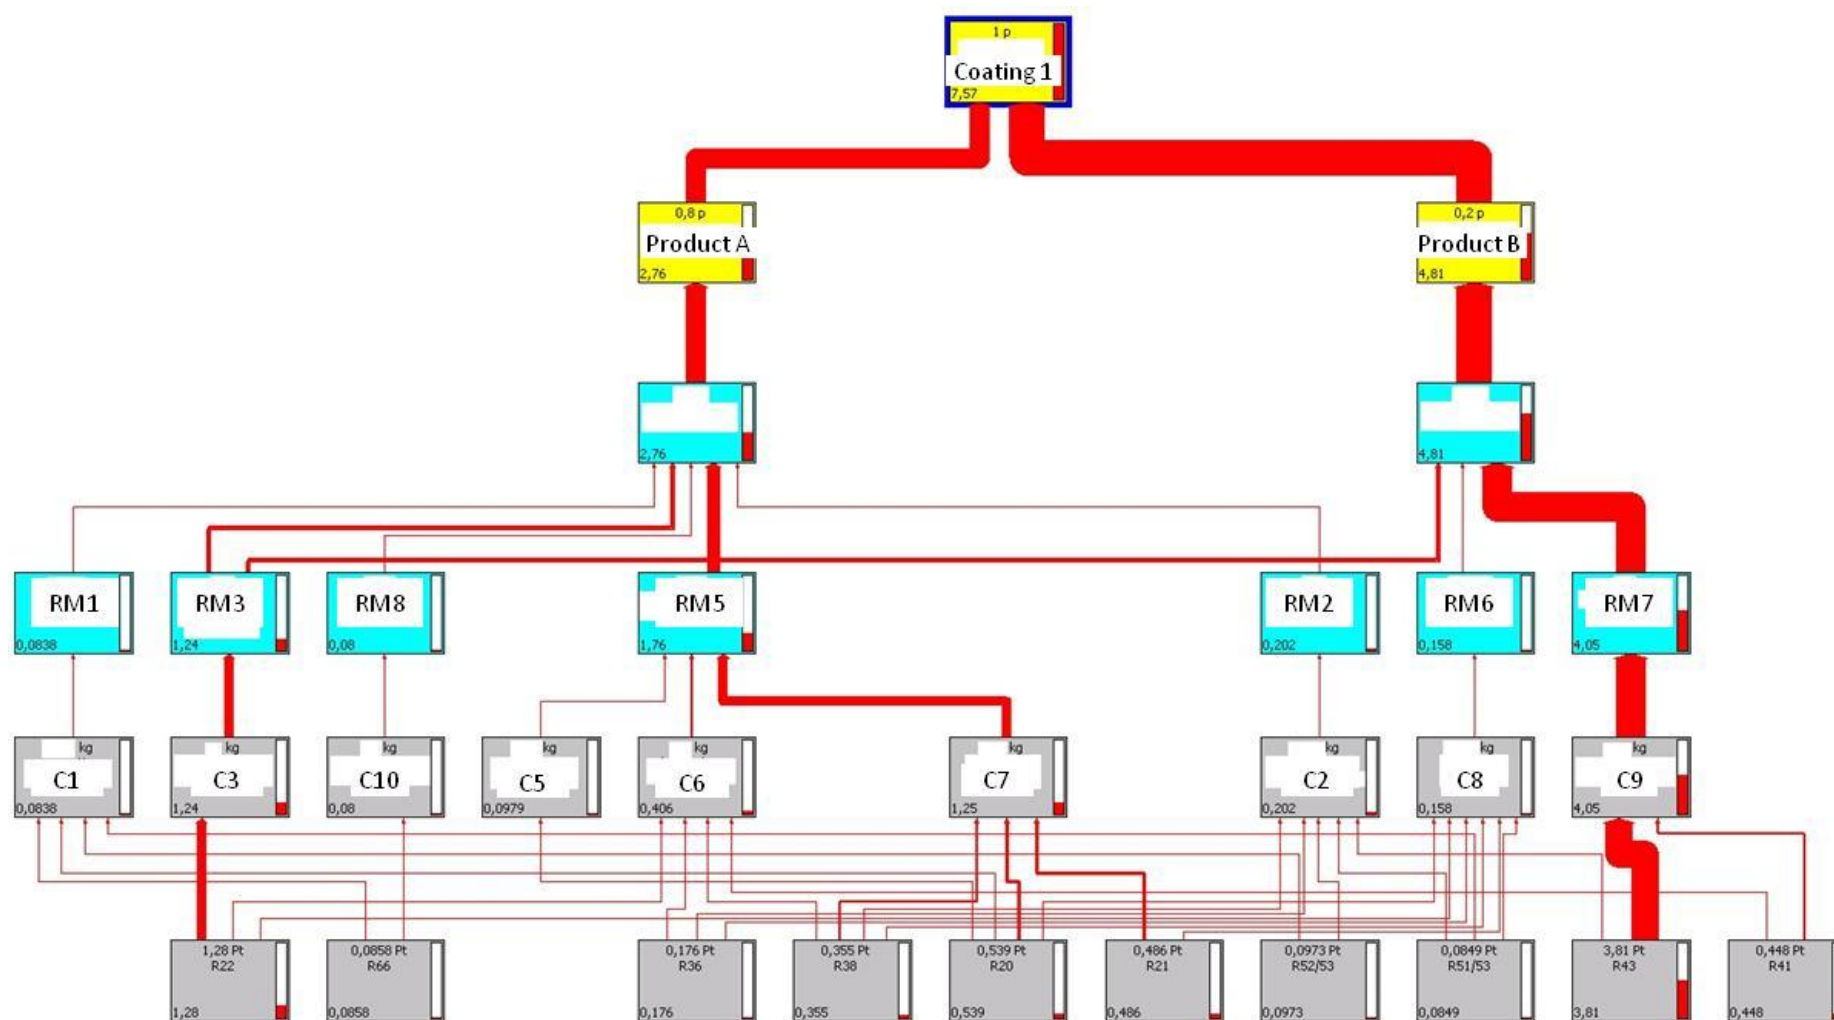 1 p
Coating 1
7,57
0,8 p
Product A
2,76
0,2 p
Product B
4,81
2,76
4,81
RM1
0,0838
RM3
1,24
RM8
0,08
RM5
1,76
RM2
0,202
RM6
0,158
RM7
4,05
kg
C1
0,0838
kg
C3
1,24
kg
C10
0,08
kg
C5
0,0979
kg
C6
0,406
kg
C7
1,25
kg
C2
0,202
kg
C8
0,158
kg
C9
4,05
1,28 Pt
R22
1,28
0,0858 Pt
R66
0,0858
0,176 Pt
R36
0,176
0,355 Pt
R38
0,355
0,539 Pt
R20
0,539
0,486 Pt
R21
0,486
0,0973 Pt
R52/53
0,0973
0,0849 Pt
R51/53
0,0849
3,81 Pt
R43
3,81
0,448 Pt
R41
0,448